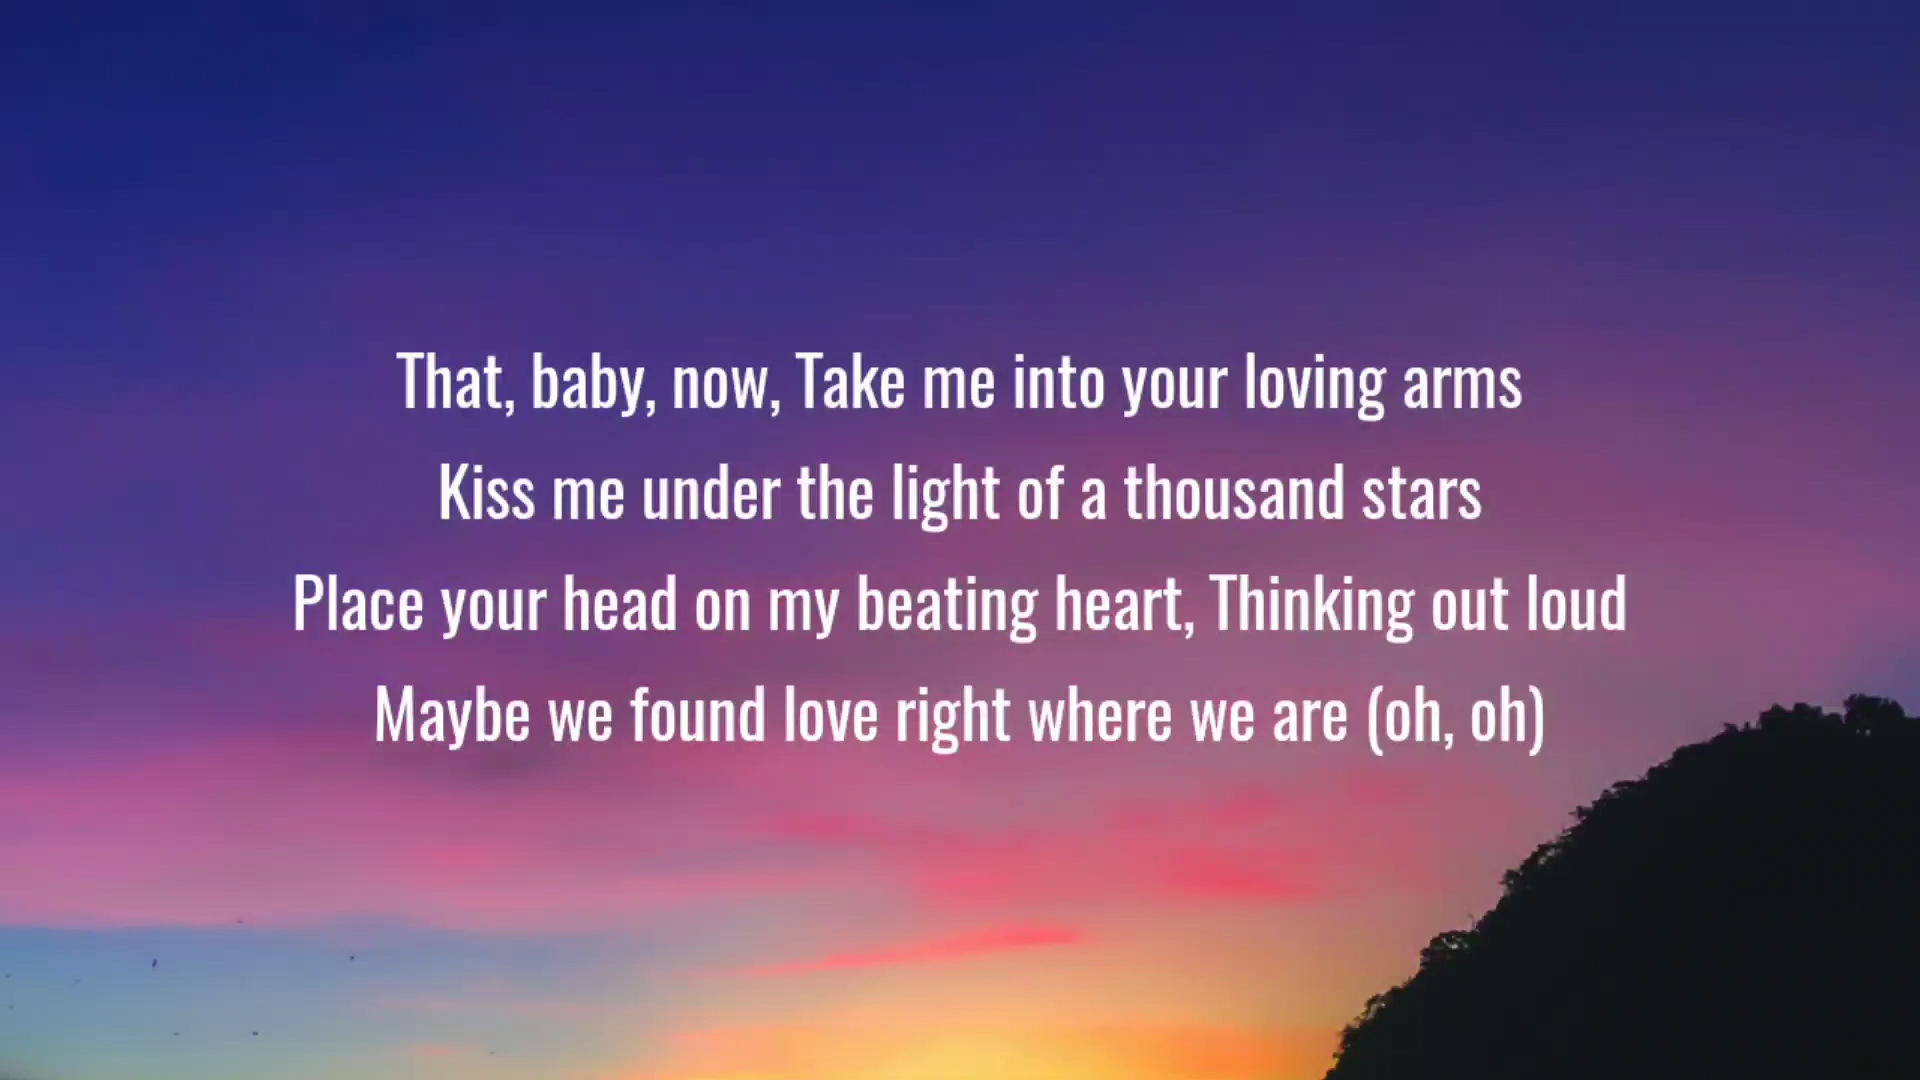 That, baby, now, Take me into your loving arms
Kiss me under the light of a thousand stars
Place your head on my beating heart, Thinking out loud
Maybe we found love right where we are (oh, oh)